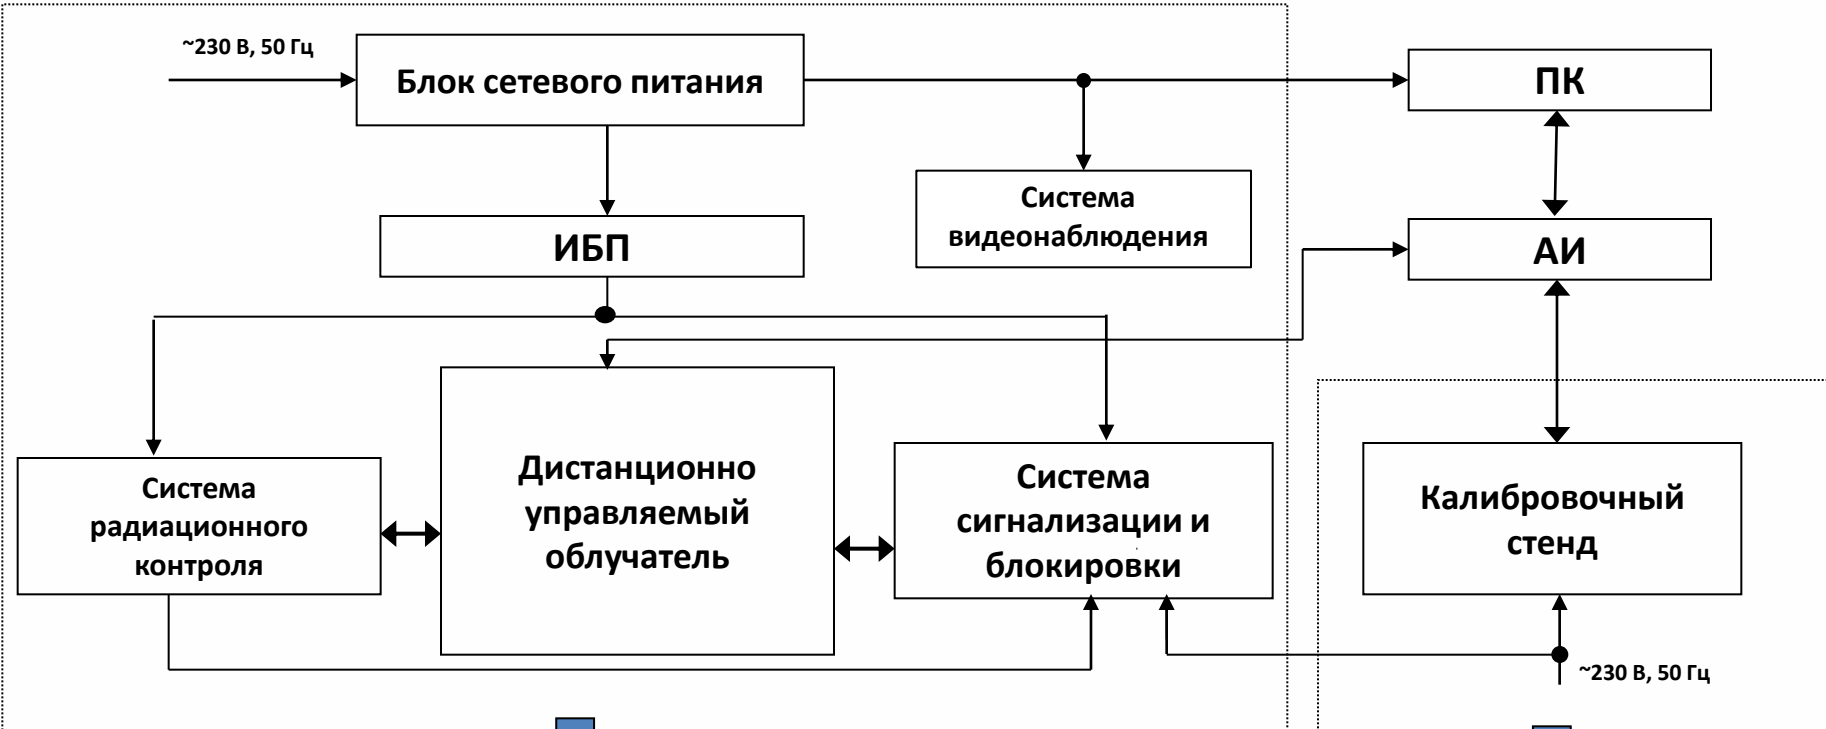 ~230 В, 50 Гц
Блок сетевого питания
ПК
Система
видеонаблюдения
ИБП
АИ
Система
радиационного
контроля
Дистанционно
управляемый
облучатель
Система
сигнализации и
блокировки
Калибровочный
стенд
~230 В, 50 Гц